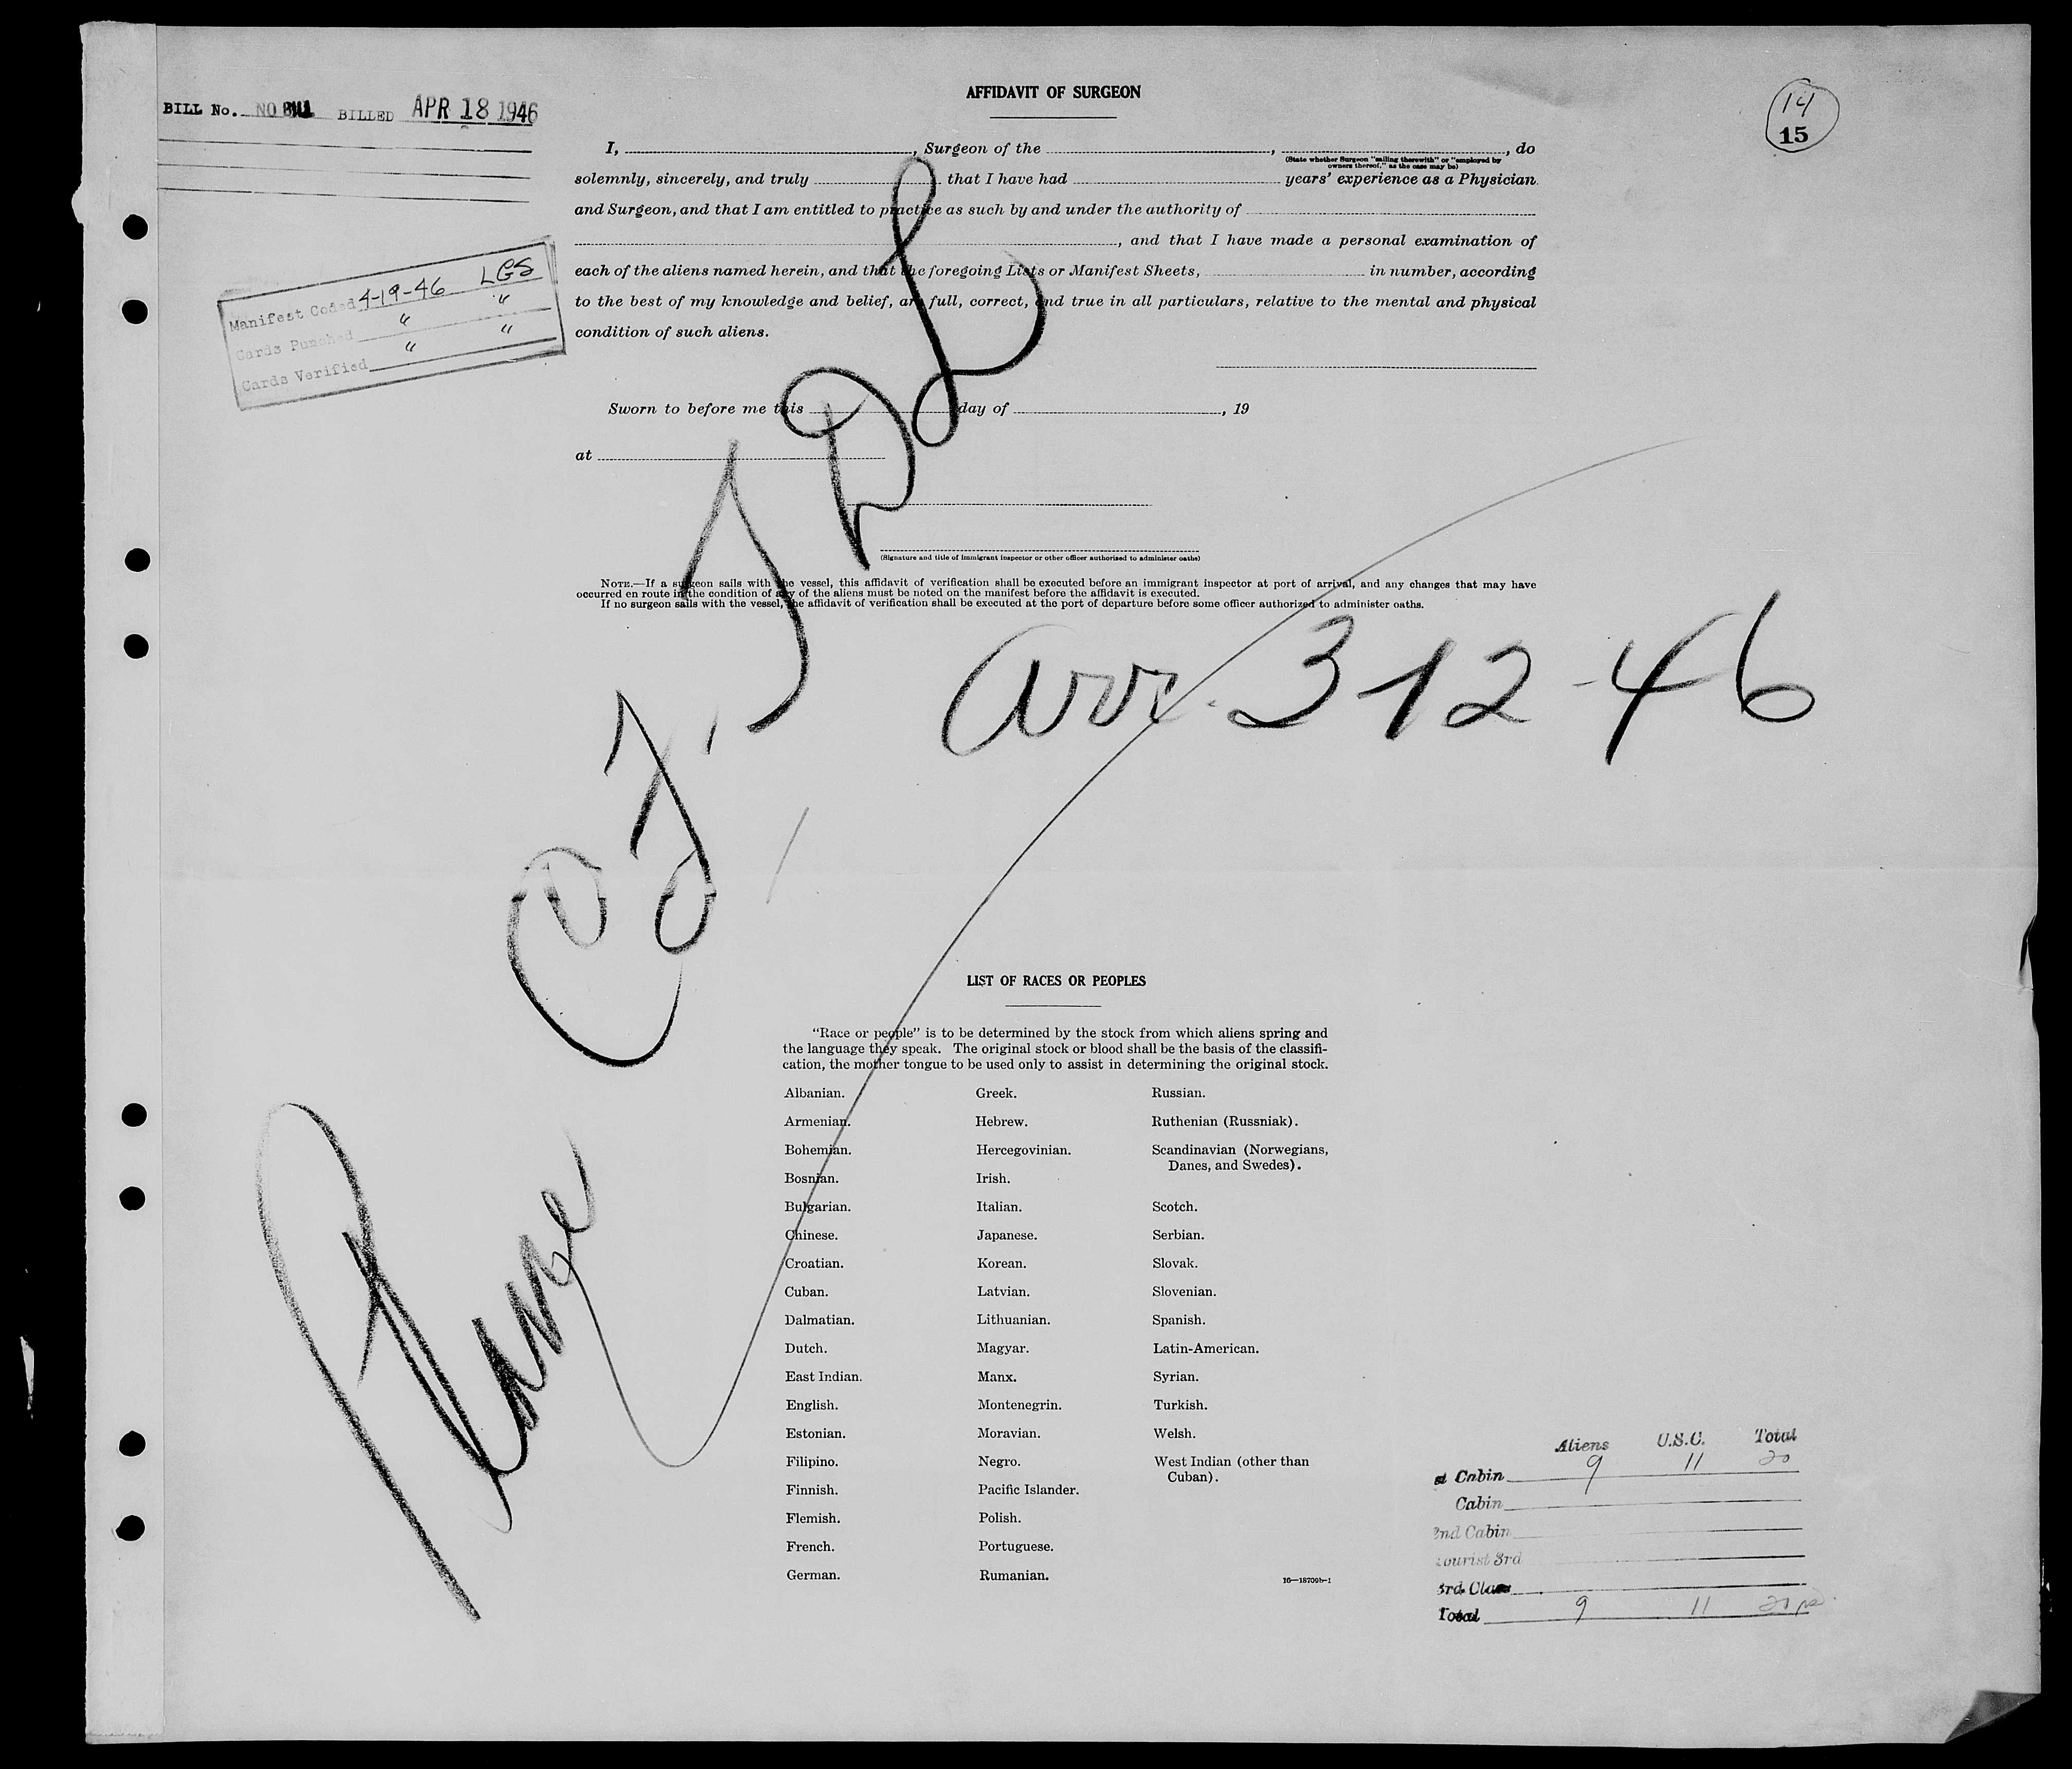 BILL No. NO BILL BILLED APR 18 1946
14
15
Manifest Coded 4-19-46 LGS
Cards Punched " "
Cards Verified " "
AFFIDAVIT OF SURGEON
I, , Surgeon of the , , do
(State whether Surgeon "sailing therewith" or "employed by
owners thereof," as the case may be)
solemnly, sincerely, and truly that I have had years' experience as a Physician
and Surgeon, and that I am entitled to practice as such by and under the authority of
, and that I have made a personal examination of
each of the aliens named herein, and that the foregoing Lists or Manifest Sheets, in number, according
to the best of my knowledge and belief, are full, correct, and true in all particulars, relative to the mental and physical
condition of such aliens.
Sworn to before me this day of , 19
at
(Signature and title of immigrant inspector or other officer authorized to administer oaths)
NOTE.—If a surgeon sails with the vessel, this affidavit of verification shall be executed before an immigrant inspector at port of arrival, and any changes that may have
occurred en route in the condition of any of the aliens must be noted on the manifest before the affidavit is executed.
If no surgeon sails with the vessel, the affidavit of verification shall be executed at the port of departure before some officer authorized to administer oaths.
arr. 3-12-46
Plane
LIST OF RACES OR PEOPLES
"Race or people" is to be determined by the stock from which aliens spring and
the language they speak. The original stock or blood shall be the basis of the classifi-
cation, the mother tongue to be used only to assist in determining the original stock.
Albanian.
Armenian.
Bohemian.
Bosnian.
Bulgarian.
Chinese.
Croatian.
Cuban.
Dalmatian.
Dutch.
East Indian.
English.
Estonian.
Filipino.
Finnish.
Flemish.
French.
German.
Greek.
Hebrew.
Hercegovinian.
Irish.
Italian.
Japanese.
Korean.
Latvian.
Lithuanian.
Magyar.
Manx.
Montenegrin.
Moravian.
Negro.
Pacific Islander.
Polish.
Portuguese.
Rumanian.
Russian.
Ruthenian (Russniak).
Scandinavian (Norwegians,
Danes, and Swedes).
Scotch.
Serbian.
Slovak.
Slovenian.
Spanish.
Latin-American.
Syrian.
Turkish.
Welsh.
West Indian (other than
Cuban).
16—18709b-1
Aliens U.S.C. Total
st Cabin 9 11 20
Cabin
2nd Cabin
tourist 3rd
3rd. Class
Total 9 11 20